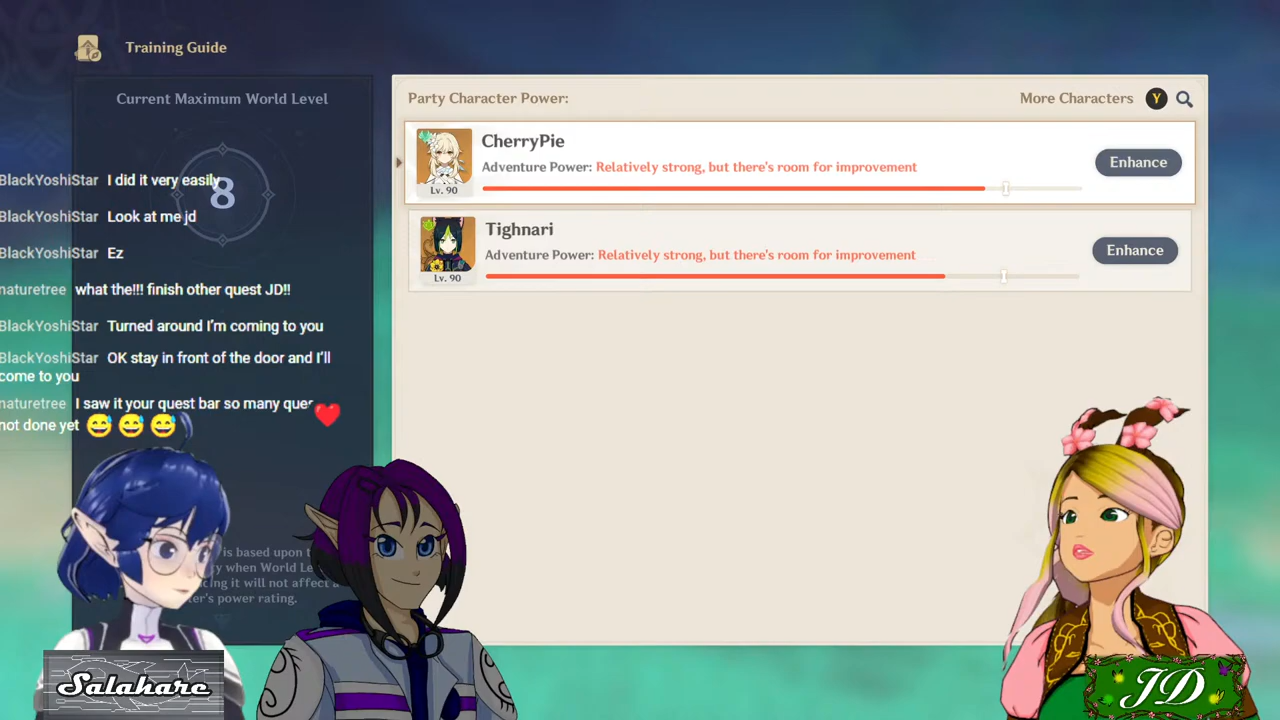 Training Guide
Current Maximum World Level
8
Party Character Power:
More Characters Y
CherryPie
Adventure Power: Relatively strong, but there's room for improvement
Lv. 90
Enhance
Tighnari
Adventure Power: Relatively strong, but there's room for improvement
Lv. 90
Enhance
BlackYoshiStar I did it very easily
BlackYoshiStar Look at me jd
BlackYoshiStar Ez
naturetree what the!!! finish other quest JD!!
BlackYoshiStar Turned around I'm coming to you
BlackYoshiStar OK stay in front of the door and I'll
come to you
naturetree I saw it your quest bar so many
not done yet
is based upon
when World
it will not affect
power rating.
Salahare
JD